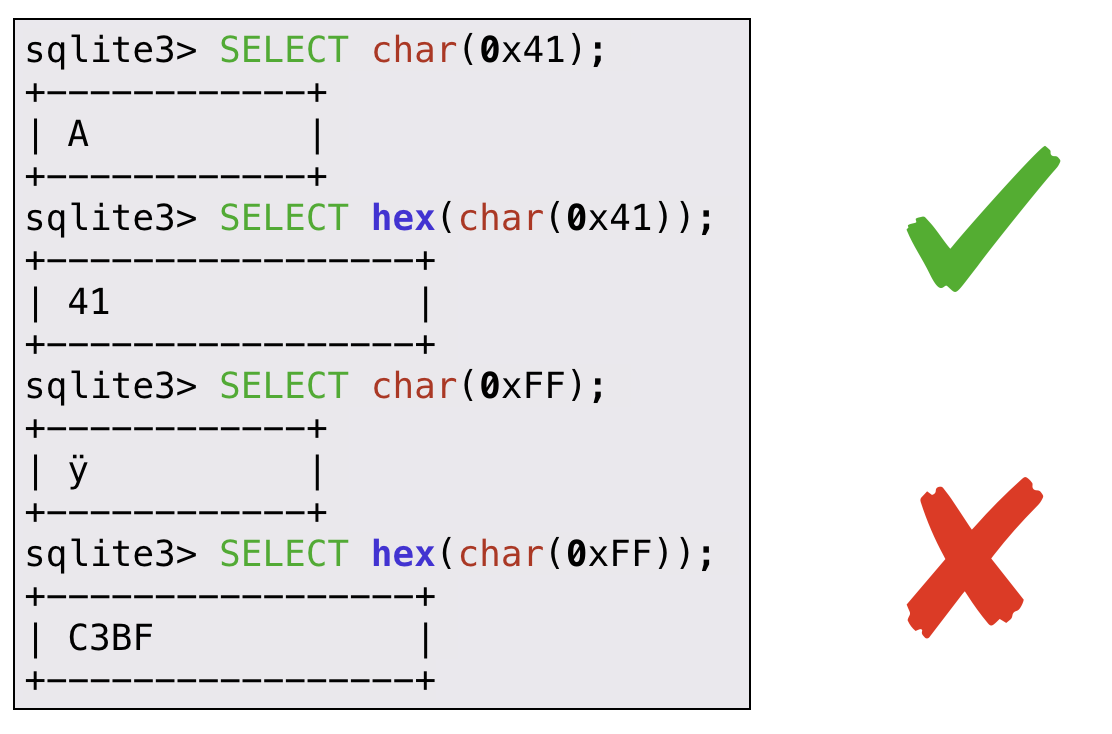 sqlite3> SELECT char(0x41);
+------------+
| A          |
+------------+
sqlite3> SELECT hex(char(0x41));
+-----------------+
| 41              |
+-----------------+
sqlite3> SELECT char(0xFF);
+------------+
| ÿ          |
+------------+
sqlite3> SELECT hex(char(0xFF));
+-----------------+
| C3BF            |
+-----------------+